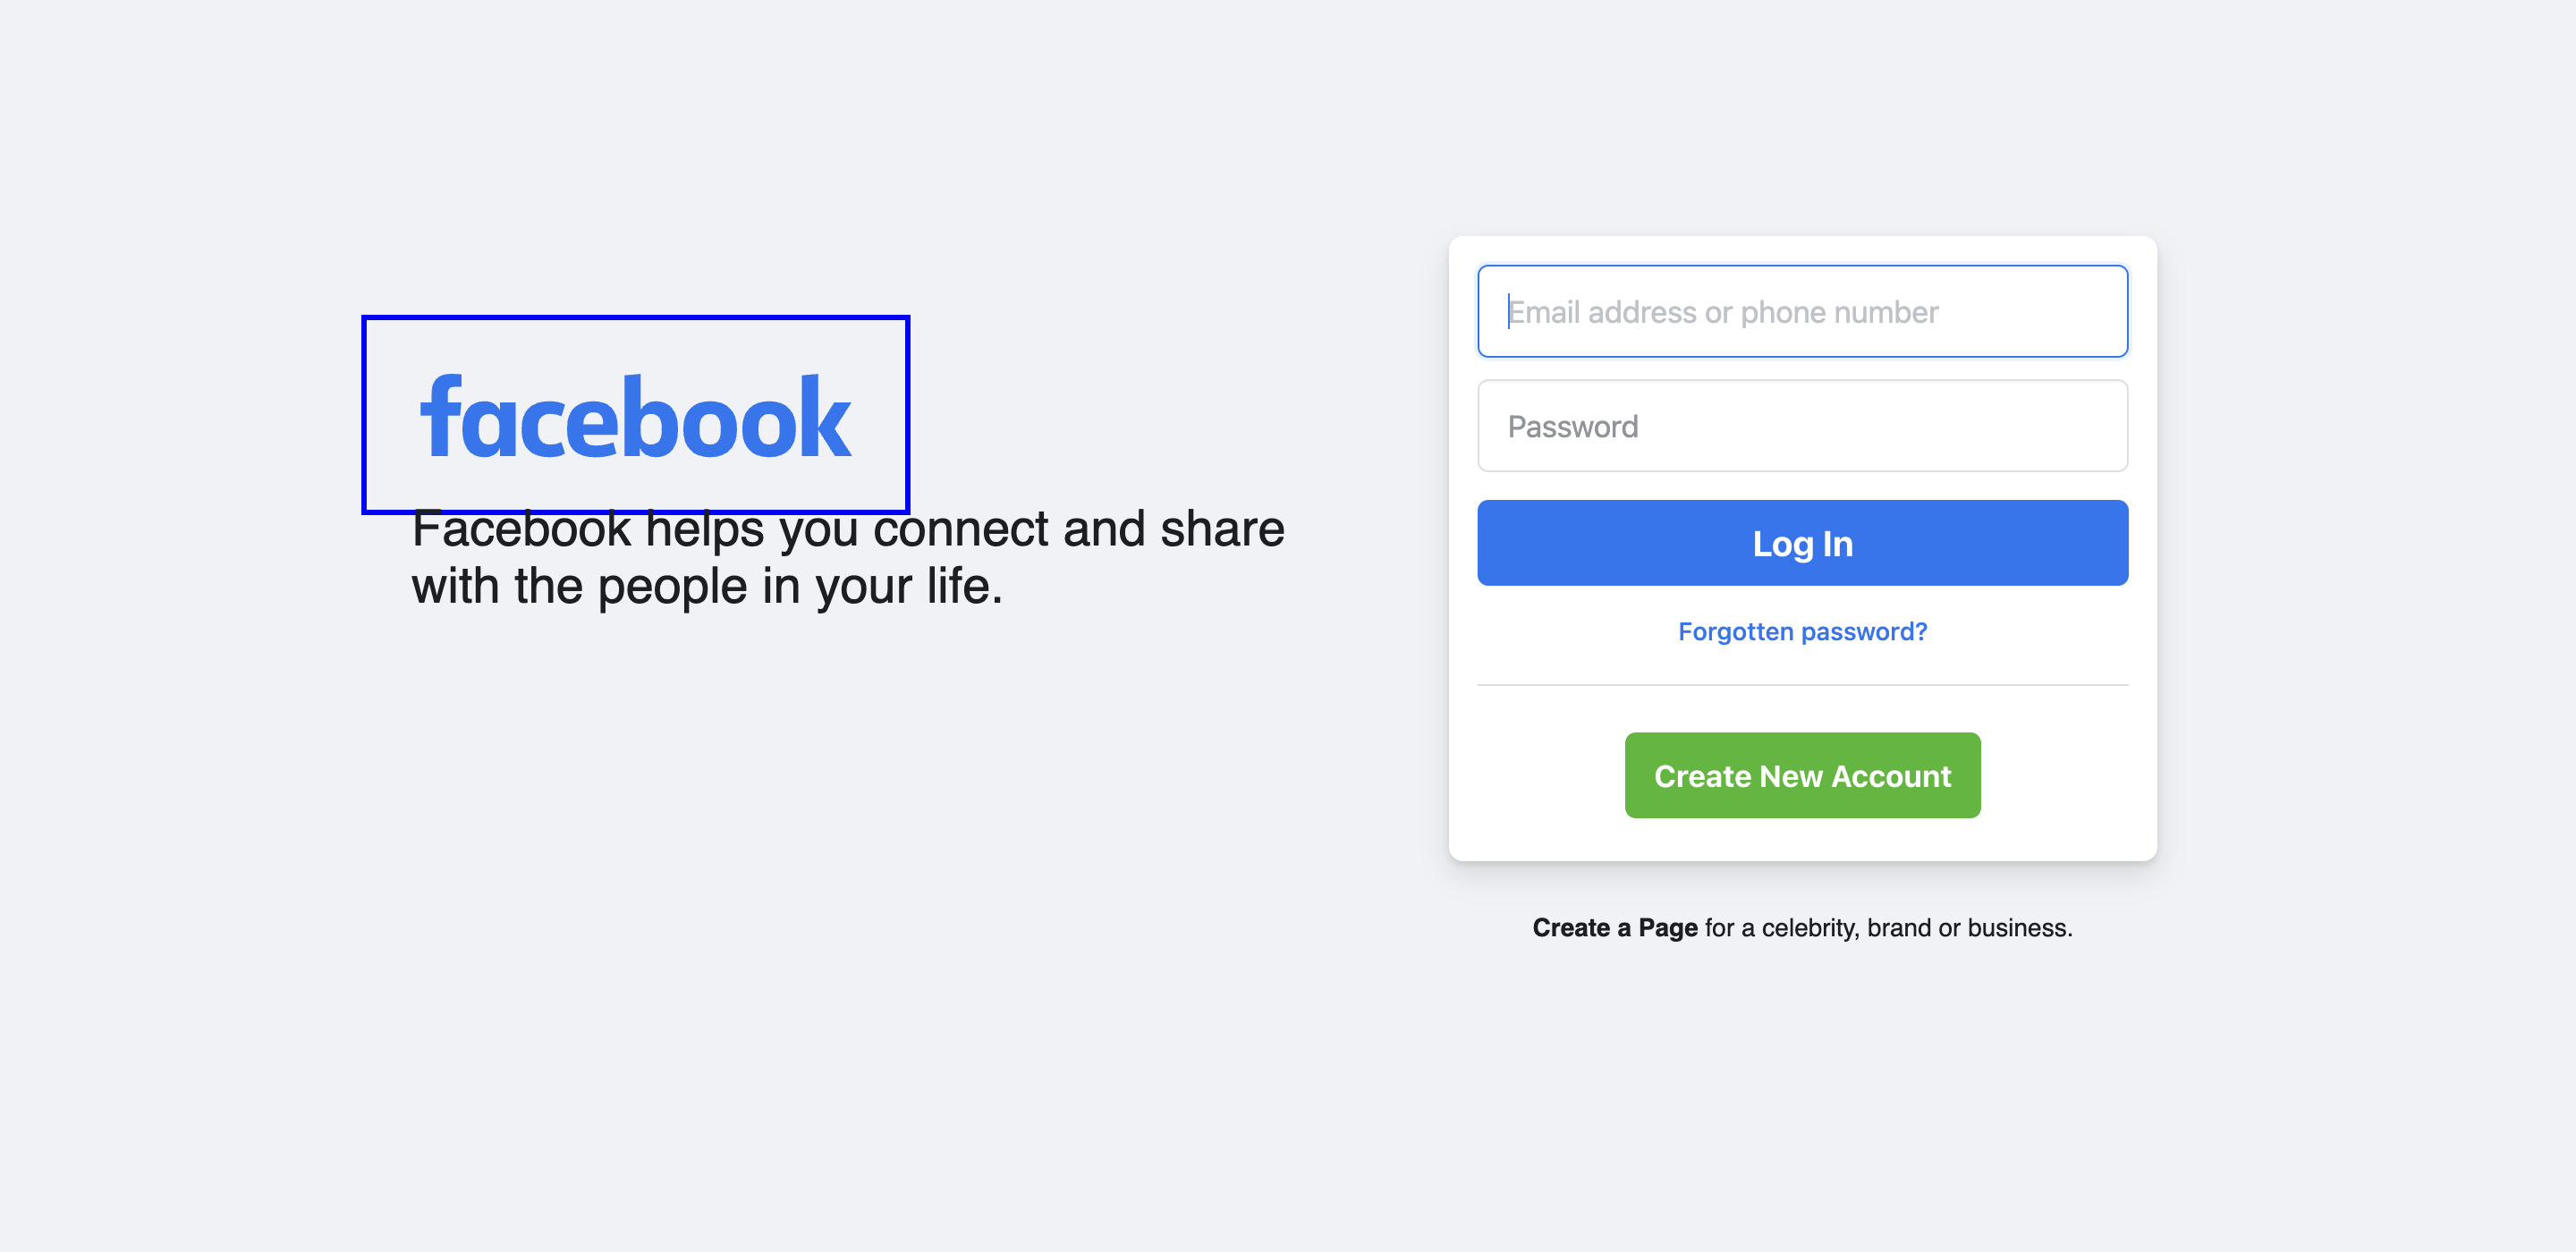 facebook
Facebook helps you connect and share
with the people in your life.
Email address or phone number
Password
Log In
Forgotten password?
Create New Account
Create a Page for a celebrity, brand or business.